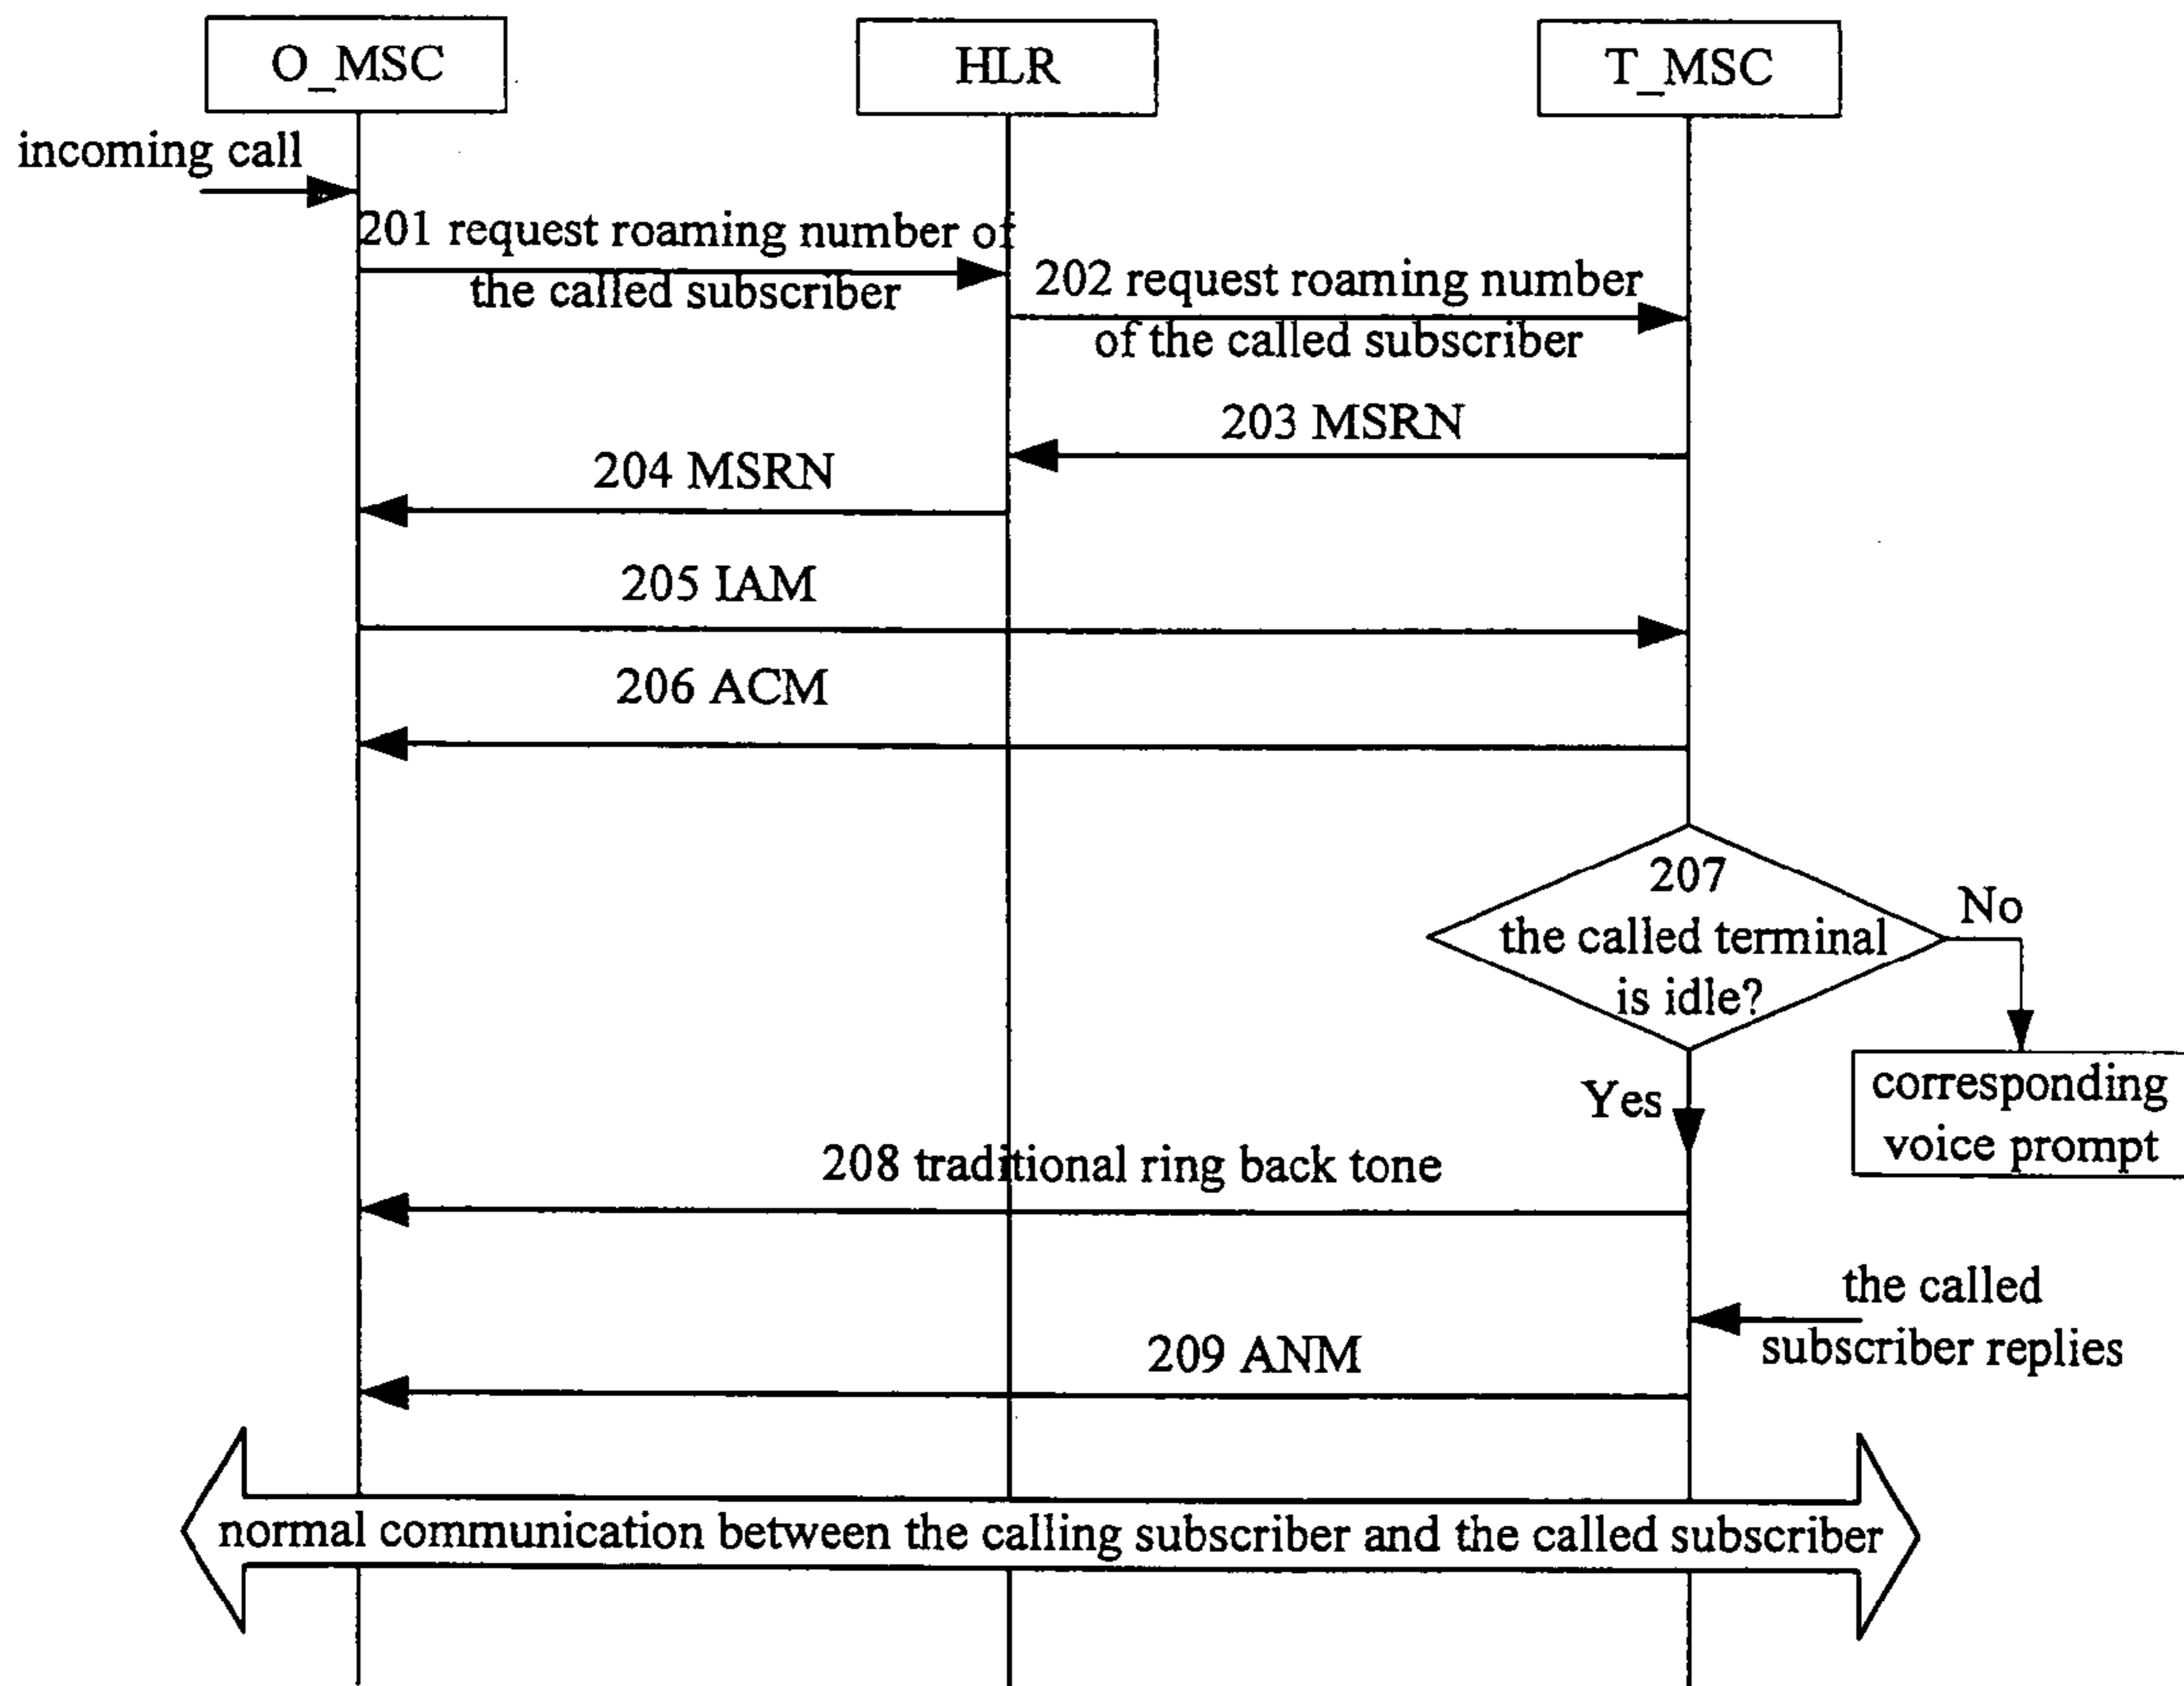 O_MSC
HLR
T_MSC
incoming call
201 request roaming number of
the called subscriber
202 request roaming number
of the called subscriber
203 MSRN
204 MSRN
205 IAM
206 ACM
207
the called terminal
is idle?
No
Yes
corresponding
voice prompt
208 traditional ring back tone
the called
subscriber replies
209 ANM
normal communication between the calling subscriber and the called subscriber